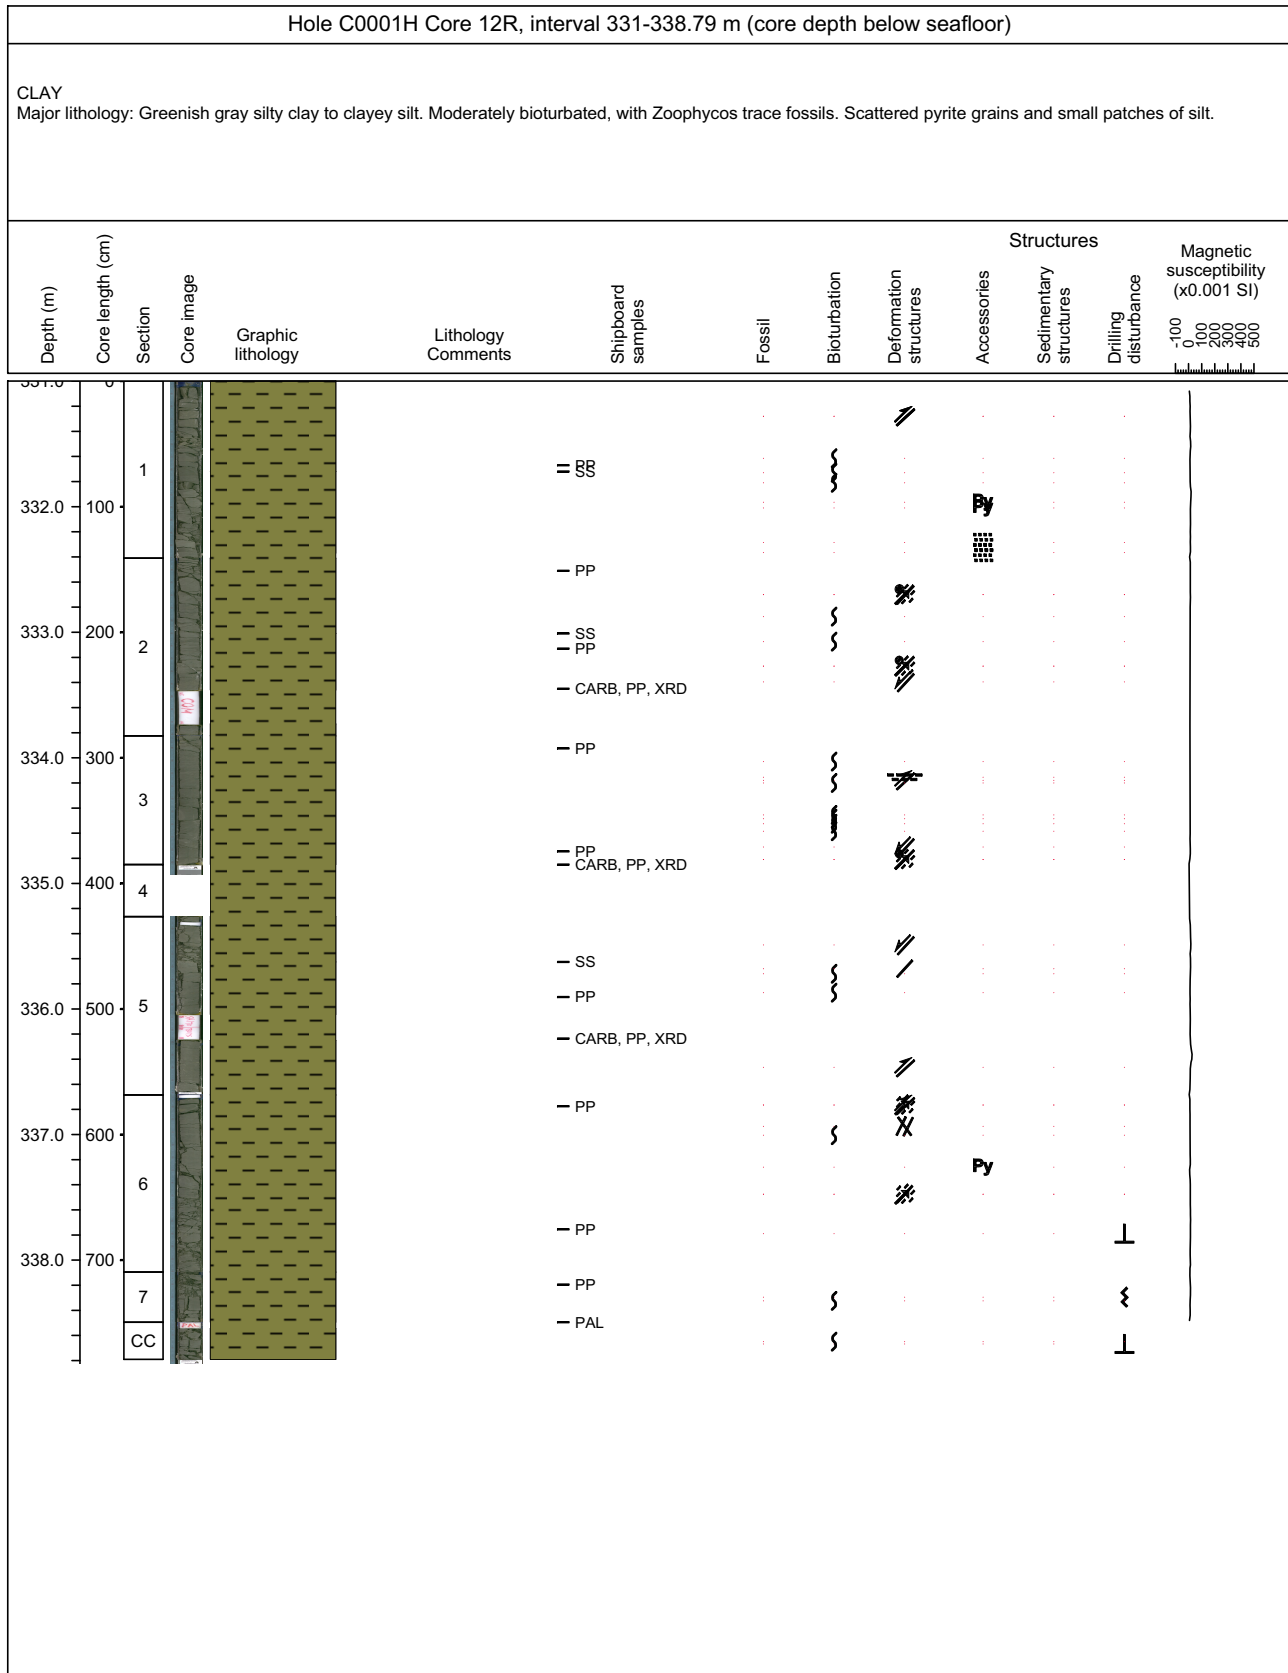 Hole C0001H Core 12R, interval 331-338.79 m (core depth below seafloor)
CLAY
Major lithology: Greenish gray silty clay to clayey silt. Moderately bioturbated, with Zoophycos trace fossils. Scattered pyrite grains and small patches of silt.
Depth (m)
Core length (cm)
Section
Core image
Graphic
lithology
Lithology
Comments
Shipboard
samples
Fossil
Bioturbation
Deformation
structures
Structures
Accessories
Sedimentary
structures
Drilling
disturbance
Magnetic
susceptibility
(x0.001 SI)
-100
0
100
200
300
400
500
331.0 0
1
PP
SS
Py
Py
332.0 100
PP
333.0 200
SS
2
PP
CARB, PP, XRD
COM
PP
334.0 300
3
PP
CARB, PP, XRD
335.0 400
4
SS
5
PP
336.0 500
CARB, PP, XRD
PP
337.0 600
Py
6
PP
338.0 700
PP
7
PAL
PAL
CC